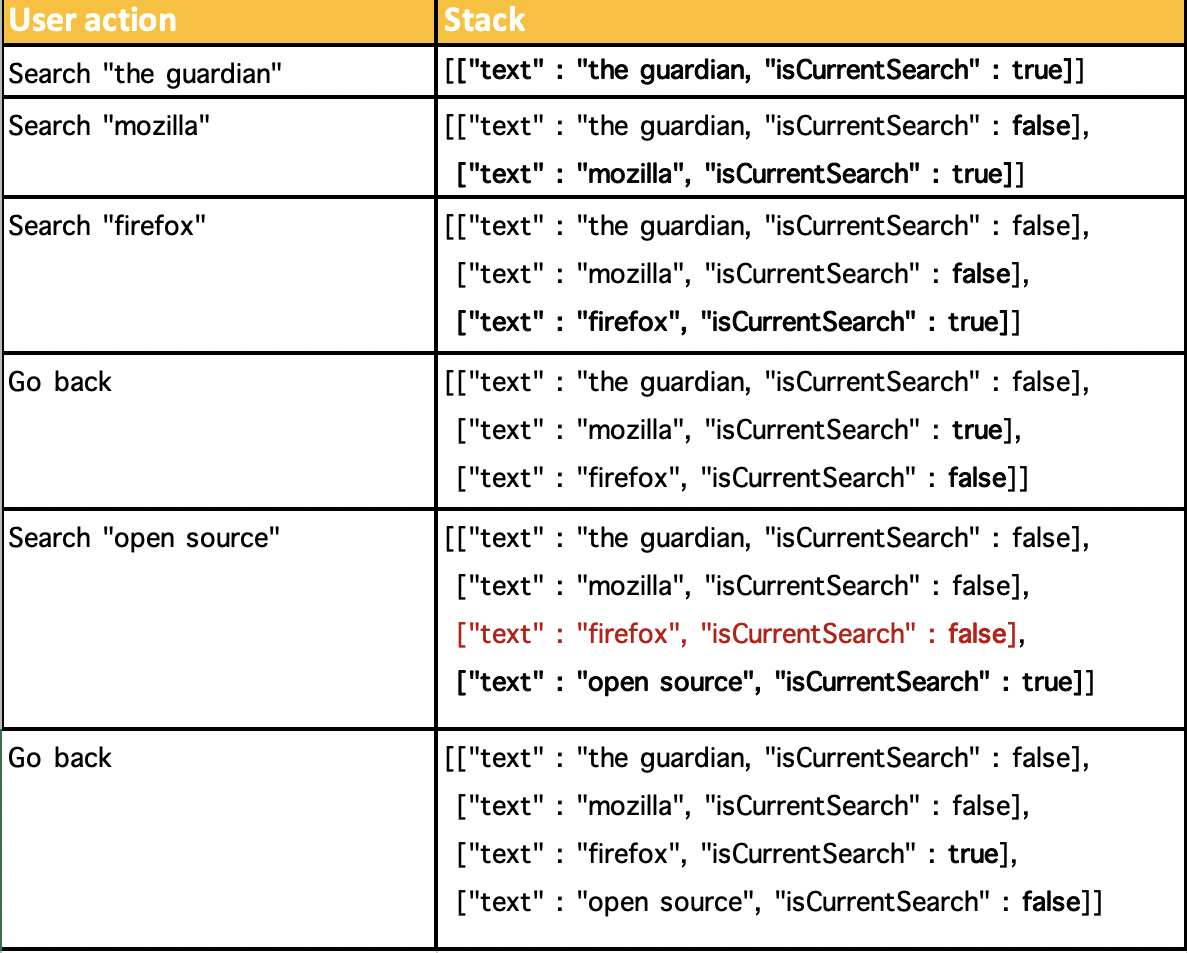 User action Stack
Search "the guardian" [["text" : "the guardian, "isCurrentSearch" : true]]
Search "mozilla" [["text" : "the guardian, "isCurrentSearch" : false],
["text" : "mozilla", "isCurrentSearch" : true]]
Search "firefox" [["text" : "the guardian, "isCurrentSearch" : false],
["text" : "mozilla", "isCurrentSearch" : false],
["text" : "firefox", "isCurrentSearch" : true]]
Go back [["text" : "the guardian, "isCurrentSearch" : false],
["text" : "mozilla", "isCurrentSearch" : true],
["text" : "firefox", "isCurrentSearch" : false]]
Search "open source" [["text" : "the guardian, "isCurrentSearch" : false],
["text" : "mozilla", "isCurrentSearch" : false],
["text" : "firefox", "isCurrentSearch" : false],
["text" : "open source", "isCurrentSearch" : true]]
Go back [["text" : "the guardian, "isCurrentSearch" : false],
["text" : "mozilla", "isCurrentSearch" : false],
["text" : "firefox", "isCurrentSearch" : true],
["text" : "open source", "isCurrentSearch" : false]]